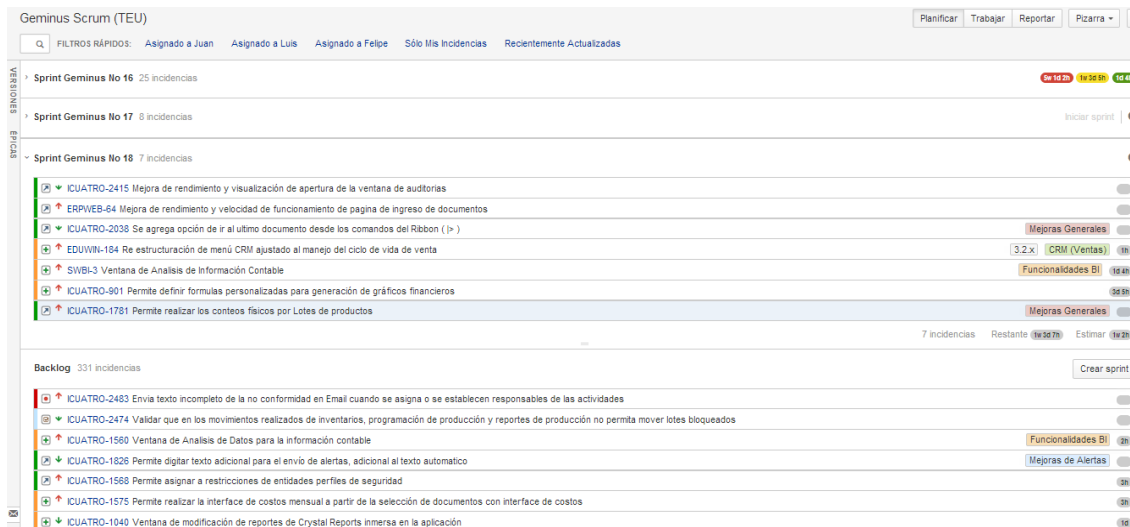 Geminus Scrum (TEU)
Planificar Trabajar Reportar Pizarra
FILTROS RÁPIDOS: Asignado a Juan Asignado a Luis Asignado a Felipe Sólo Mis Incidencias Recientemente Actualizadas
VERSIONES
ÉPICAS
Sprint Geminus No 16 25 incidencias 1w 3d 5h
Sprint Geminus No 17 8 incidencias Iniciar sprint
Sprint Geminus No 18 7 incidencias
ICUATRO-2415 Mejora de rendimiento y visualización de apertura de la ventana de auditorias
ERPWEB-64 Mejora de rendimiento y velocidad de funcionamiento de pagina de ingreso de documentos
ICUATRO-2038 Se agrega opción de ir al ultimo documento desde los comandos del Ribbon ( |> ) Mejoras Generales
EDUWIN-184 Re estructuración de menú CRM ajustado al manejo del ciclo de vida de venta 3.2.x CRM (Ventas) 1h
SWBI-3 Ventana de Analisis de Información Contable Funcionalidades BI 1d 4h
ICUATRO-901 Permite definir formulas personalizadas para generación de gráficos financieros 3d 5h
ICUATRO-1781 Permite realizar los conteos físicos por Lotes de productos Mejoras Generales
7 incidencias Restante 1w 3d 7h Estimar 1w 2h
Backlog 331 incidencias Crear sprint
ICUATRO-2483 Envia texto incompleto de la no conformidad en Email cuando se asigna o se establecen responsables de las actividades
ICUATRO-2474 Validar que en los movimientos realizados de inventarios, programación de producción y reportes de producción no permita mover lotes bloqueados
ICUATRO-1560 Ventana de Analisis de Datos para la información contable Funcionalidades BI 2h
ICUATRO-1826 Permite digitar texto adicional para el envío de alertas, adicional al texto automatico Mejoras de Alertas
ICUATRO-1568 Permite asignar a restricciones de entidades perfiles de seguridad 3h
ICUATRO-1575 Permite realizar la interface de costos mensual a partir de la selección de documentos con interface de costos 3h
ICUATRO-1040 Ventana de modificación de reportes de Crystal Reports inmersa en la aplicación 1d